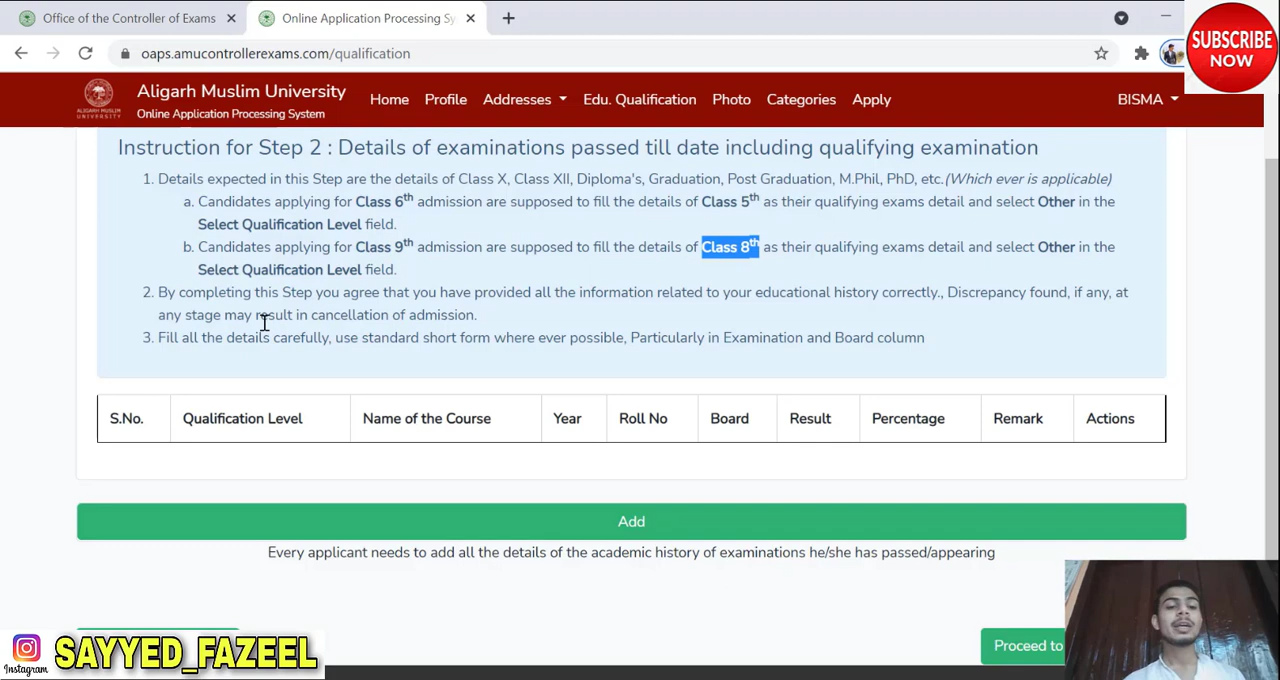 Office of the Controller of Exams
Online Application Processing Sy
oaps.amucontrollerexams.com/qualification
SUBSCRIBE
NOW
ALIGARH MUSLIM
UNIVERSITY
Aligarh Muslim University
Online Application Processing System
Home Profile Addresses Edu. Qualification Photo Categories Apply BISMA
Instruction for Step 2 : Details of examinations passed till date including qualifying examination
1. Details expected in this Step are the details of Class X, Class XII, Diploma's, Graduation, Post Graduation, M.Phil, PhD, etc.(Which ever is applicable)
a. Candidates applying for Class 6th admission are supposed to fill the details of Class 5th as their qualifying exams detail and select Other in the
Select Qualification Level field.
b. Candidates applying for Class 9th admission are supposed to fill the details of Class 8th as their qualifying exams detail and select Other in the
Select Qualification Level field.
2. By completing this Step you agree that you have provided all the information related to your educational history correctly., Discrepancy found, if any, at
any stage may result in cancellation of admission.
3. Fill all the details carefully, use standard short form where ever possible, Particularly in Examination and Board column
S.No. Qualification Level Name of the Course Year Roll No Board Result Percentage Remark Actions
Add
Every applicant needs to add all the details of the academic history of examinations he/she has passed/appearing
Proceed to
Instagram
SAYYED_FAZEEL